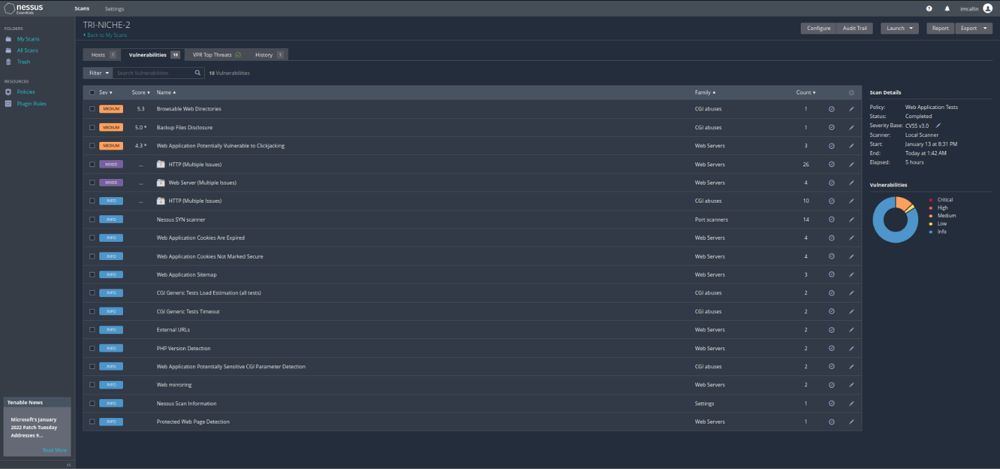 nessus Essentials Scans Settings imcallin
FOLDERS
My Scans
All Scans
Trash
RESOURCES
Policies
Plugin Rules
Tenable News
Microsoft's January
2022 Patch Tuesday
Addresses 9...
Read More
TRI-NICHE-2
Back to My Scans
Configure Audit Trail Launch Report Export
Hosts 1 Vulnerabilities 18 VPR Top Threats History 1
Filter Search Vulnerabilities 18 Vulnerabilities
Sev Score Name Family Count
MEDIUM 5.3 Browsable Web Directories CGI abuses 1
MEDIUM 5.0 * Backup Files Disclosure CGI abuses 1
MEDIUM 4.3 * Web Application Potentially Vulnerable to Clickjacking Web Servers 3
MIXED ... HTTP (Multiple Issues) Web Servers 26
MIXED ... Web Server (Multiple Issues) Web Servers 4
INFO ... HTTP (Multiple Issues) CGI abuses 10
INFO Nessus SYN scanner Port scanners 14
INFO Web Application Cookies Are Expired Web Servers 4
INFO Web Application Cookies Not Marked Secure Web Servers 4
INFO Web Application Sitemap Web Servers 3
INFO CGI Generic Tests Load Estimation (all tests) CGI abuses 2
INFO CGI Generic Tests Timeout CGI abuses 2
INFO External URLs Web Servers 2
INFO PHP Version Detection Web Servers 2
INFO Web Application Potentially Sensitive CGI Parameter Detection CGI abuses 2
INFO Web mirroring Web Servers 2
INFO Nessus Scan Information Settings 1
INFO Protected Web Page Detection Web Servers 1
Scan Details
Policy: Web Application Tests
Status: Completed
Severity Base: CVSS v3.0
Scanner: Local Scanner
Start: January 13 at 8:31 PM
End: Today at 1:42 AM
Elapsed: 5 hours
Vulnerabilities
Critical
High
Medium
Low
Info